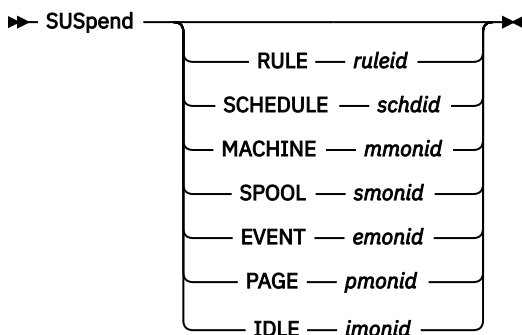 SUSpend
RULE ruleid
SCHEDULE schdid
MACHINE mmonid
SPOOL smonid
EVENT emonid
PAGE pmonid
IDLE imonid